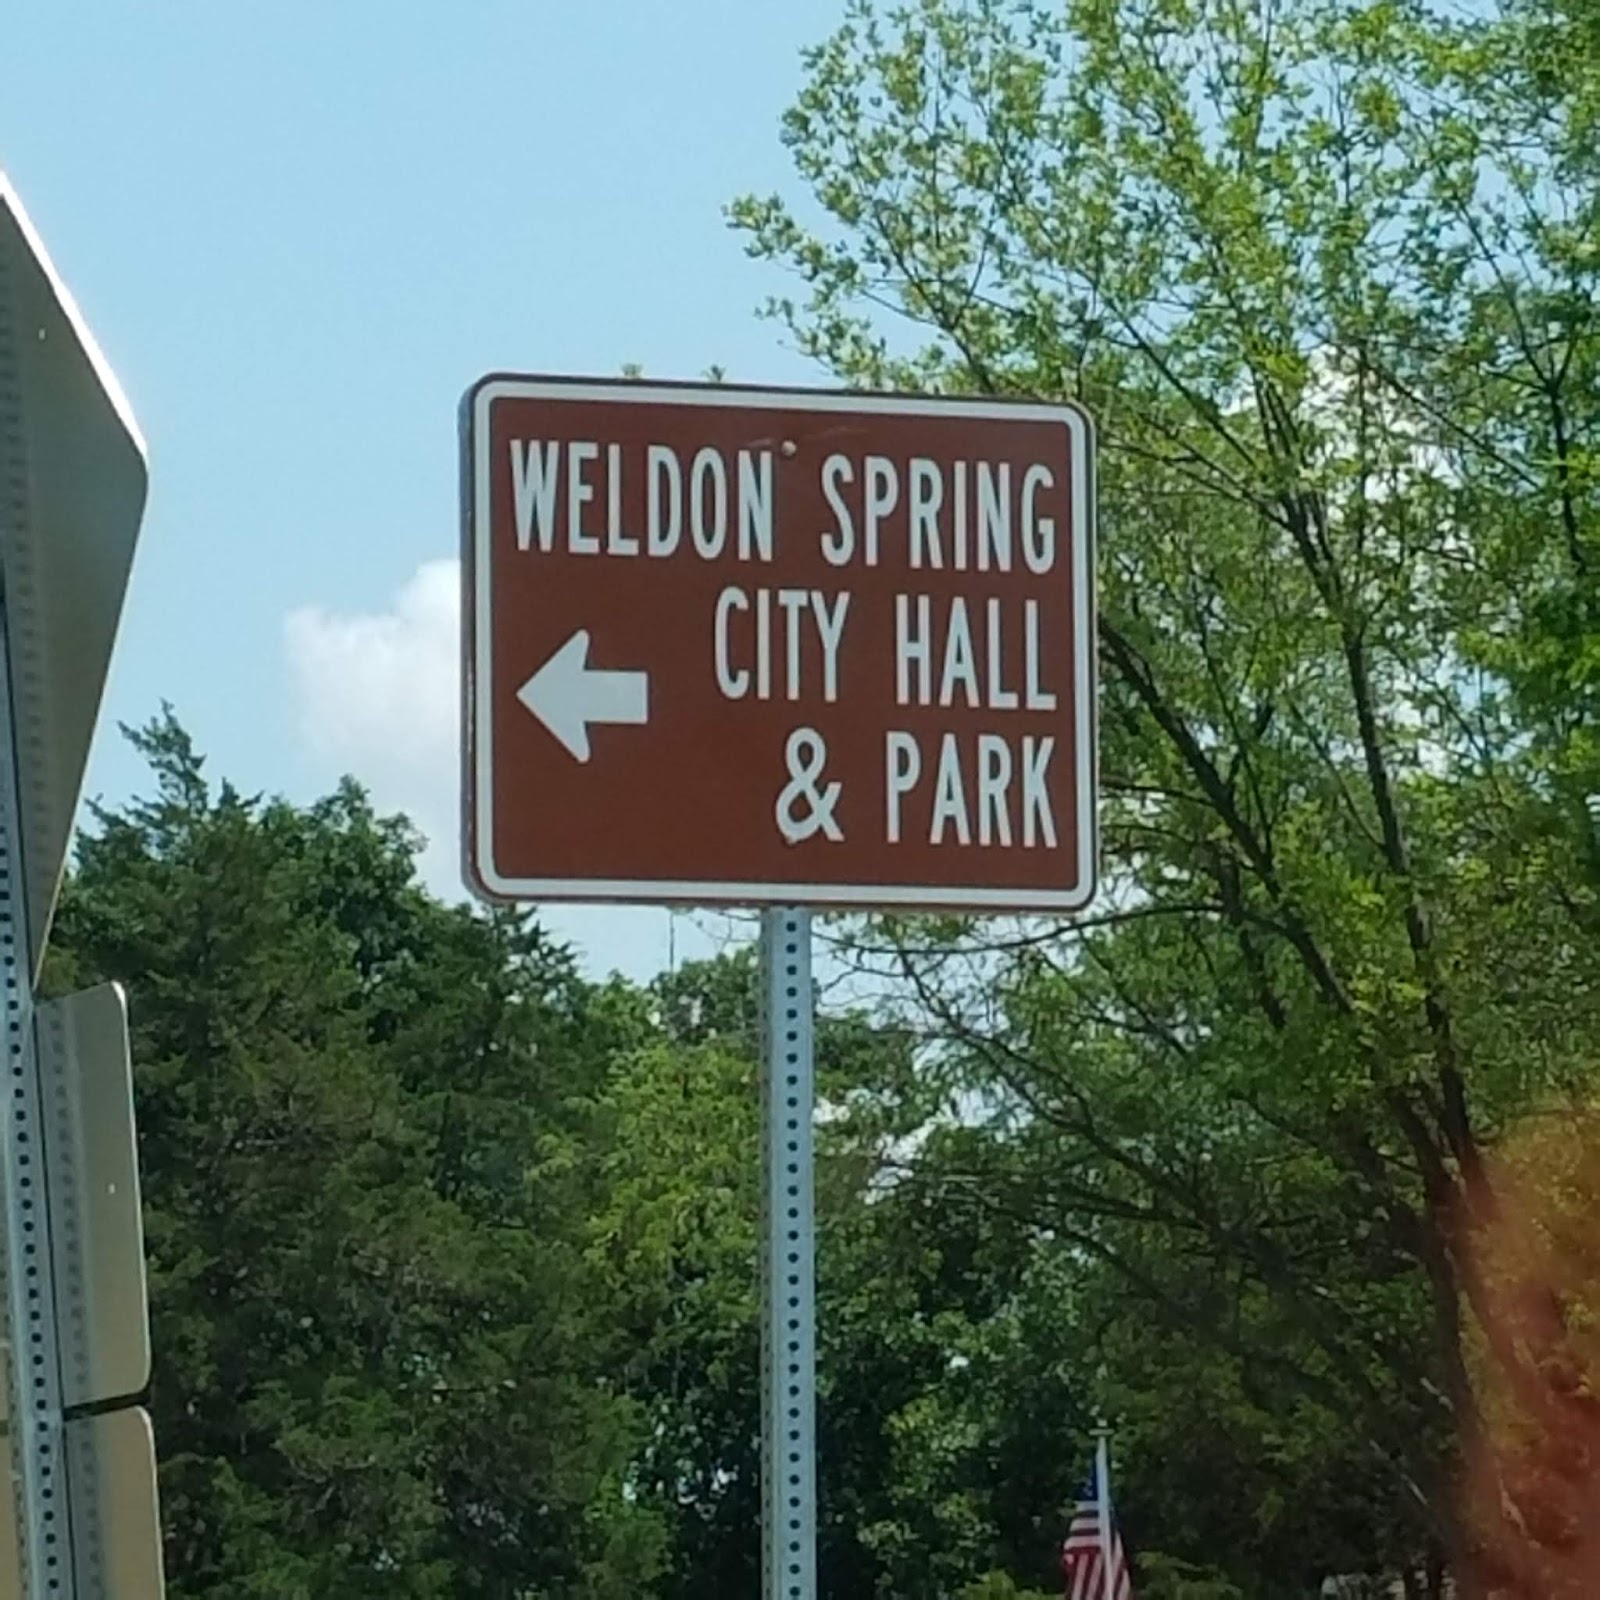 WELDON SPRING
CITY HALL
& PARK